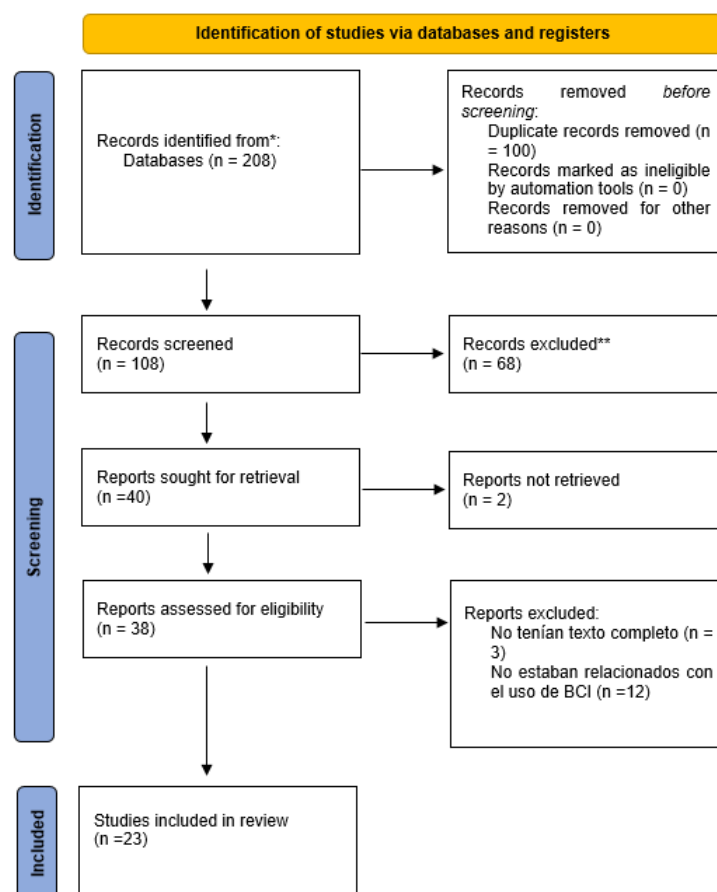 Identification of studies via databases and registers
Identification
Records identified from*:
Databases (n = 208)
Records removed before
screening:
Duplicate records removed (n
= 100)
Records marked as ineligible
by automation tools (n = 0)
Records removed for other
reasons (n = 0)
Screening
Records screened
(n = 108)
Records excluded**
(n = 68)
Reports sought for retrieval
(n =40)
Reports not retrieved
(n = 2)
Reports assessed for eligibility
(n = 38)
Reports excluded:
No tenían texto completo (n =
3)
No estaban relacionados con
el uso de BCI (n =12)
Included
Studies included in review
(n =23)